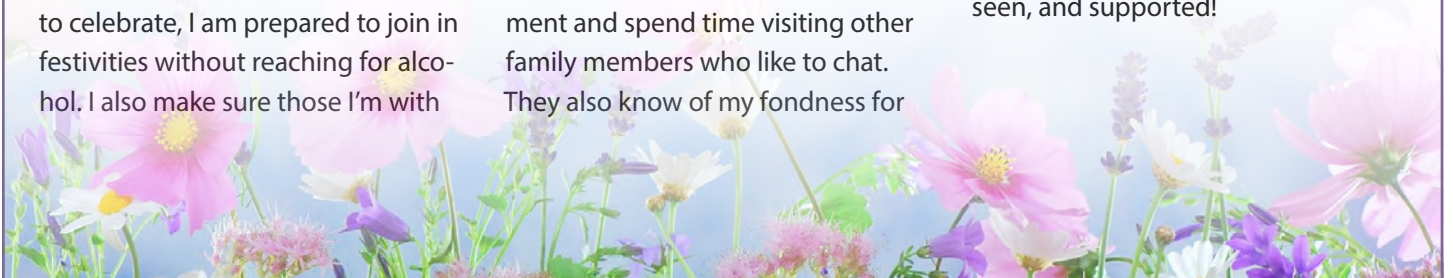 to celebrate, I am prepared to join in
festivities without reaching for alco-
hol. I also make sure those I'm with
ment and spend time visiting other
family members who like to chat.
They also know of my fondness for
seen, and supported!